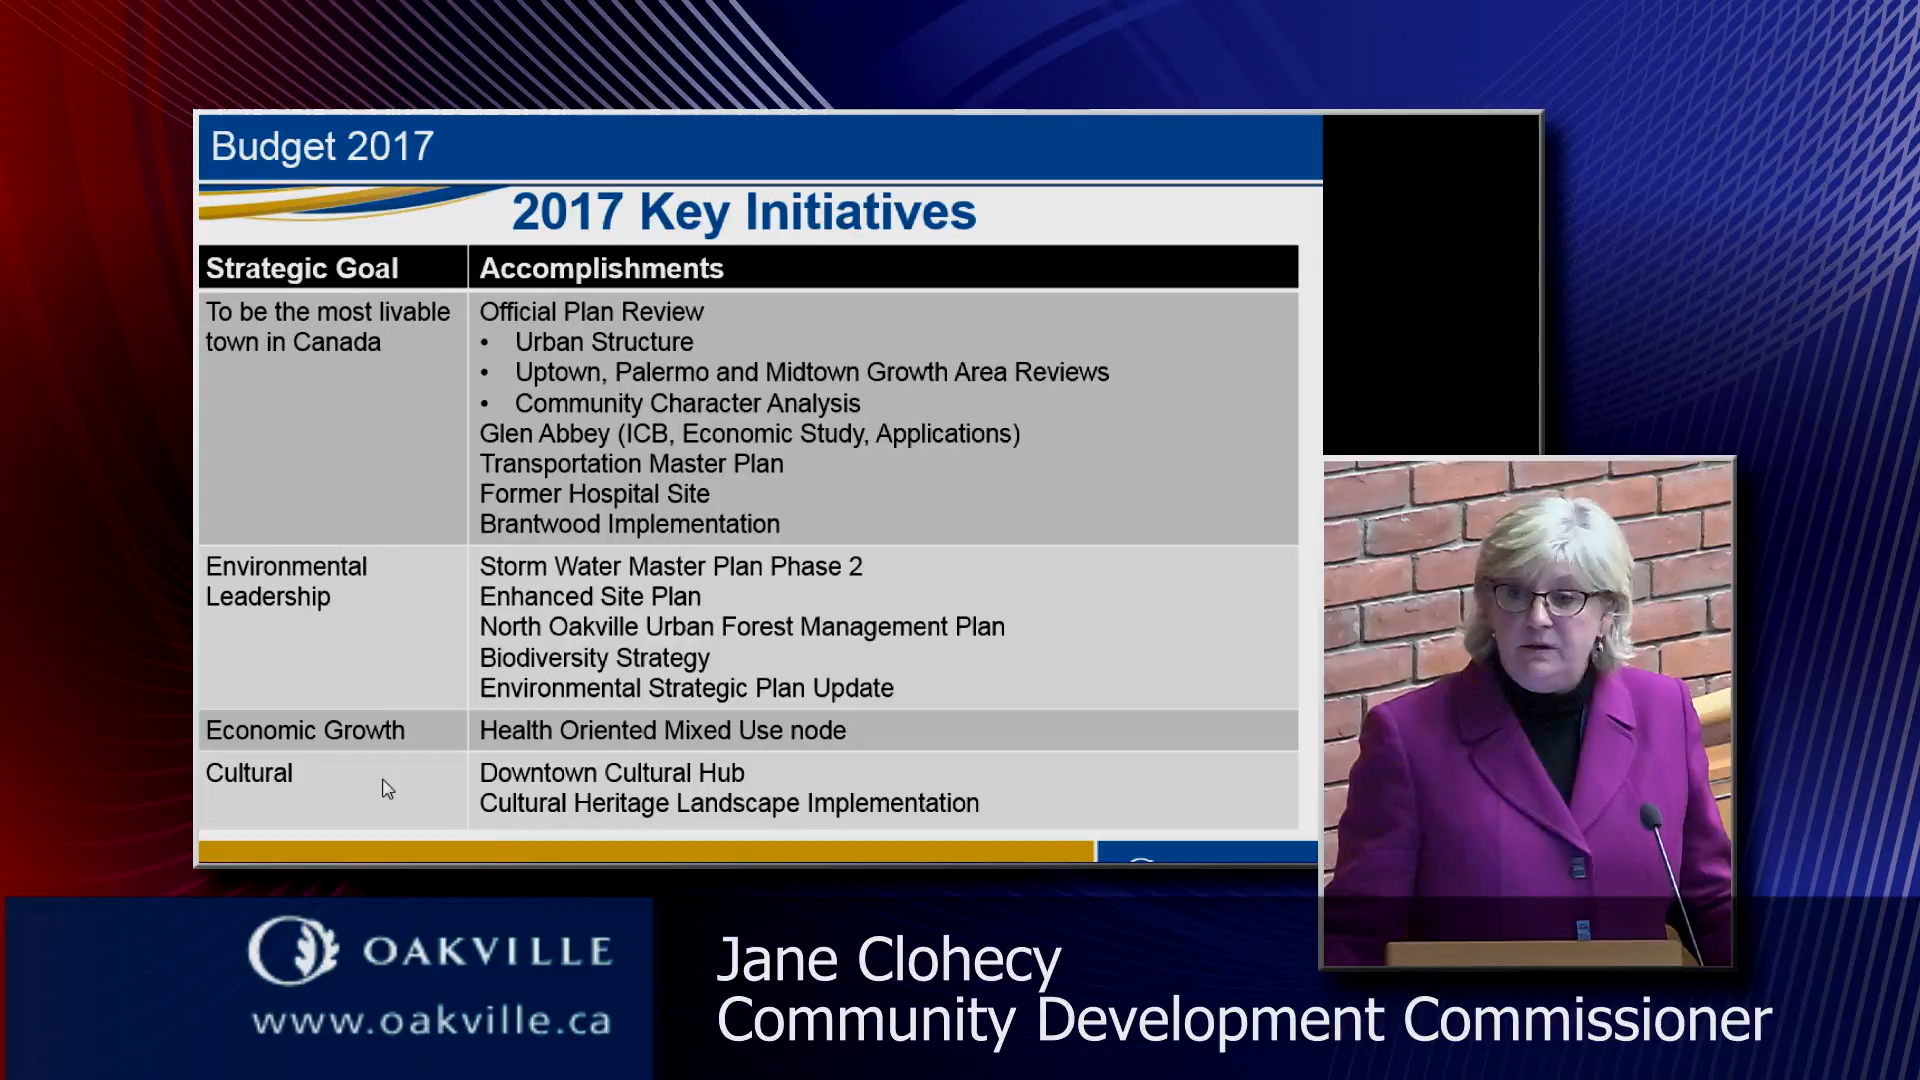 Budget 2017
2017 Key Initiatives
Strategic Goal
Accomplishments
To be the most livable
town in Canada
Official Plan Review
• Urban Structure
• Uptown, Palermo and Midtown Growth Area Reviews
• Community Character Analysis
Glen Abbey (ICB, Economic Study, Applications)
Transportation Master Plan
Former Hospital Site
Brantwood Implementation
Environmental
Leadership
Storm Water Master Plan Phase 2
Enhanced Site Plan
North Oakville Urban Forest Management Plan
Biodiversity Strategy
Environmental Strategic Plan Update
Economic Growth
Health Oriented Mixed Use node
Cultural
Downtown Cultural Hub
Cultural Heritage Landscape Implementation
OAKVILLE
www.oakville.ca
Jane Clohecy
Community Development Commissioner